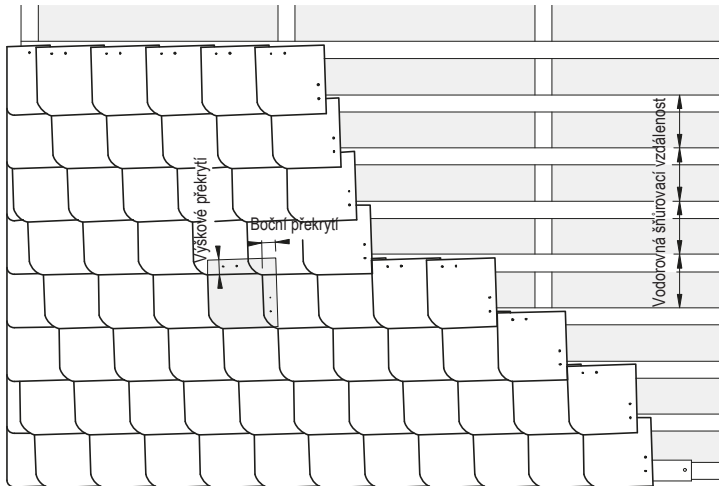 Výškové překrytí
Boční překrytí
Vodorovná šňůrovací vzdálenost